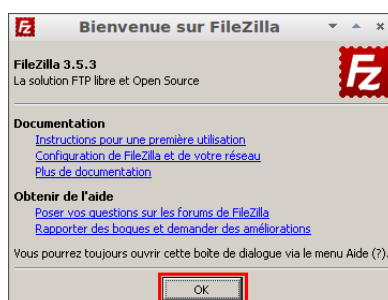 Bienvenue sur FileZilla
FileZilla 3.5.3
La solution FTP libre et Open Source
Documentation
Instructions pour une première utilisation
Configuration de FileZilla et de votre réseau
Plus de documentation
Obtenir de l'aide
Poser vos questions sur les forums de FileZilla
Rapporter des bogues et demander des améliorations
Vous pourrez toujours ouvrir cette boîte de dialogue via le menu Aide (?).
OK